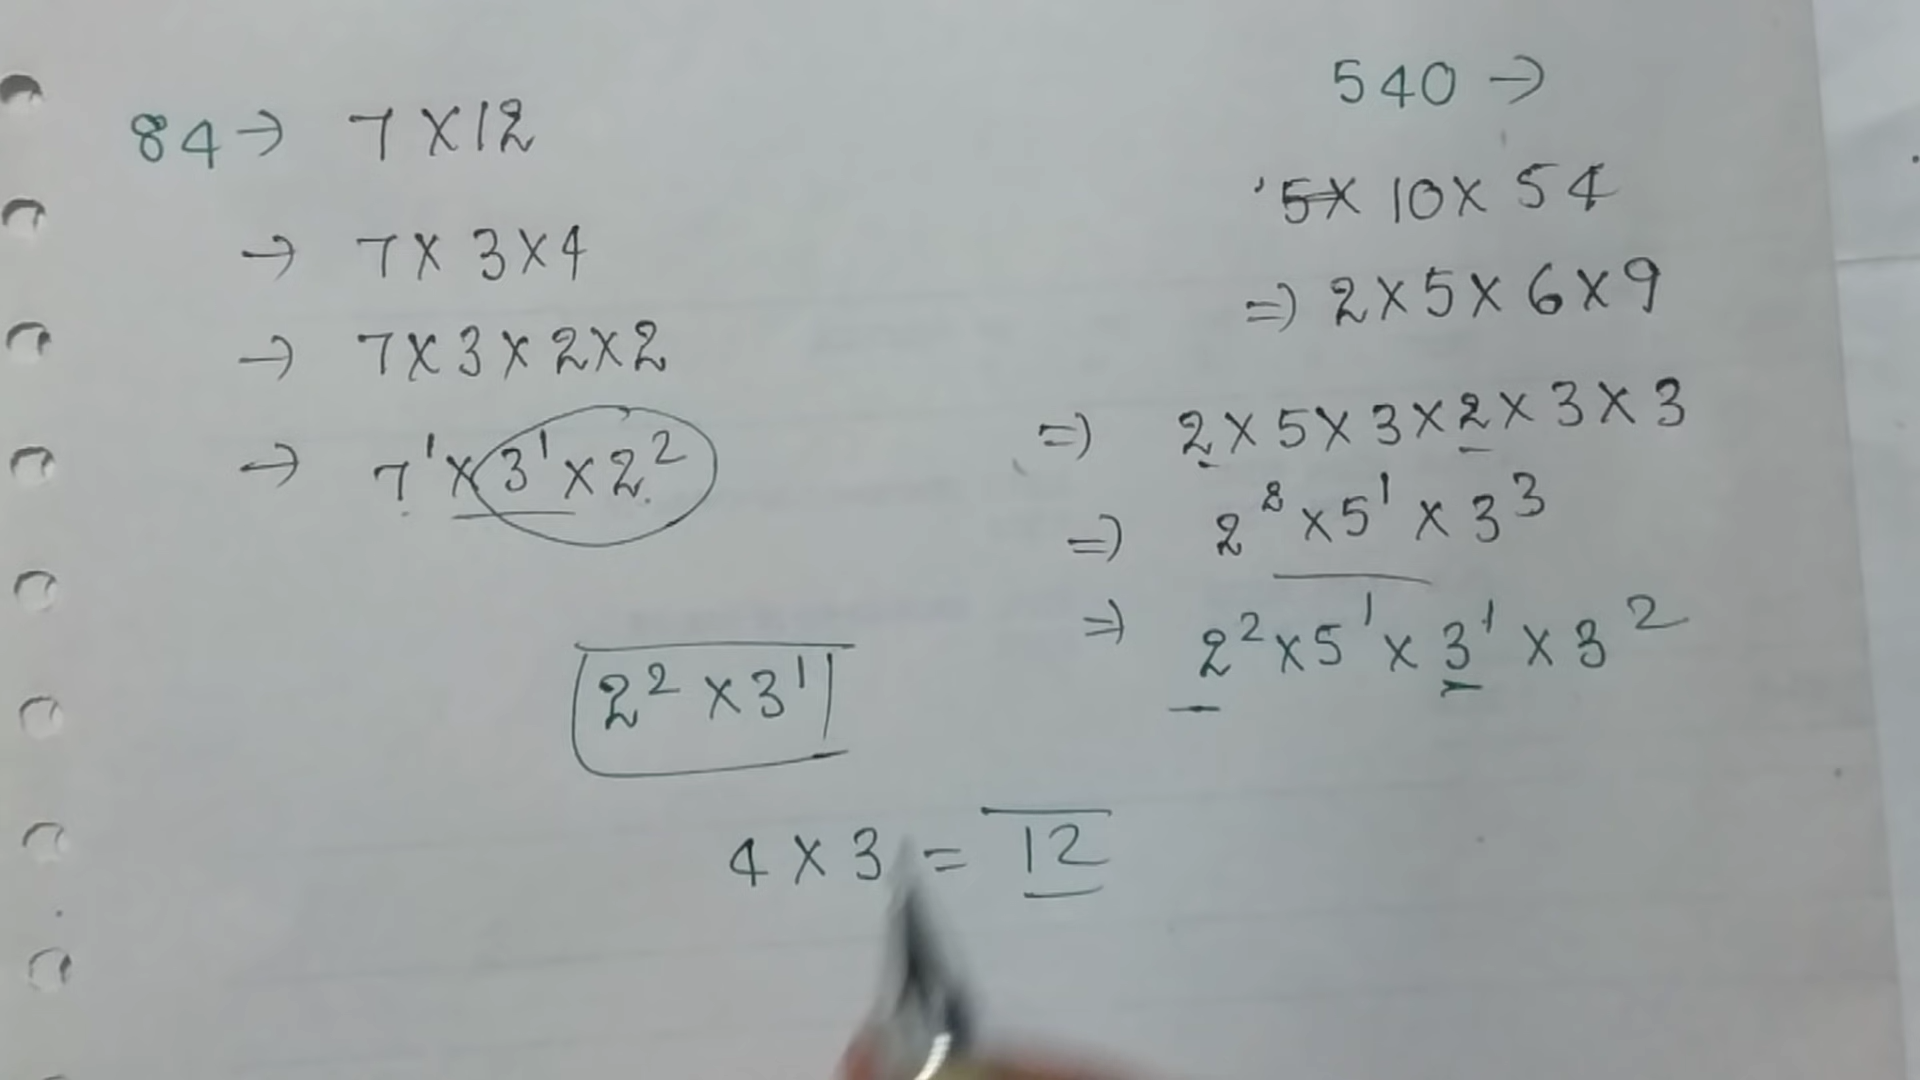 84 → 7 × 12
→ 7 × 3 × 4
→ 7 × 3 × 2 × 2
→ 7¹ × 3¹ × 2²
540 →
5× 10 × 54
⇒ 2 × 5 × 6 × 9
⇒ 2 × 5 × 3 × 2 × 3 × 3
⇒ 2² × 5¹ × 3³
⇒ 2² × 5¹ × 3¹ × 3²
2² × 3¹
4 × 3 = 12